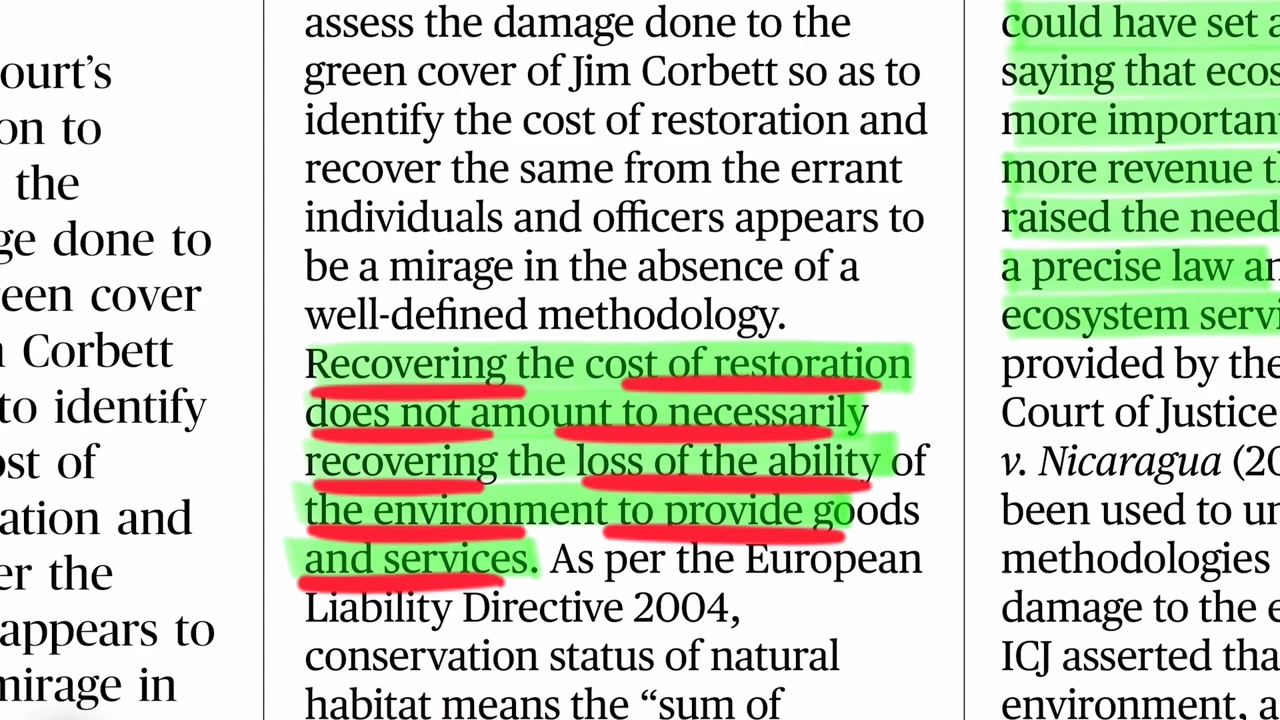 ourt's
on to
the
ge done to
een cover
Corbett
to identify
ost of
ation and
er the
appears to
mirage in
assess the damage done to the
green cover of Jim Corbett so as to
identify the cost of restoration and
recover the same from the errant
individuals and officers appears to
be a mirage in the absence of a
well-defined methodology.
Recovering the cost of restoration
does not amount to necessarily
recovering the loss of the ability of
the environment to provide goods
and services. As per the European
Liability Directive 2004,
conservation status of natural
habitat means the “sum of
could have set a
saying that ecos
more important
more revenue th
raised the need
a precise law an
ecosystem servi
provided by the
Court of Justice
v. Nicaragua (20
been used to un
methodologies
damage to the e
ICJ asserted tha
environment, a